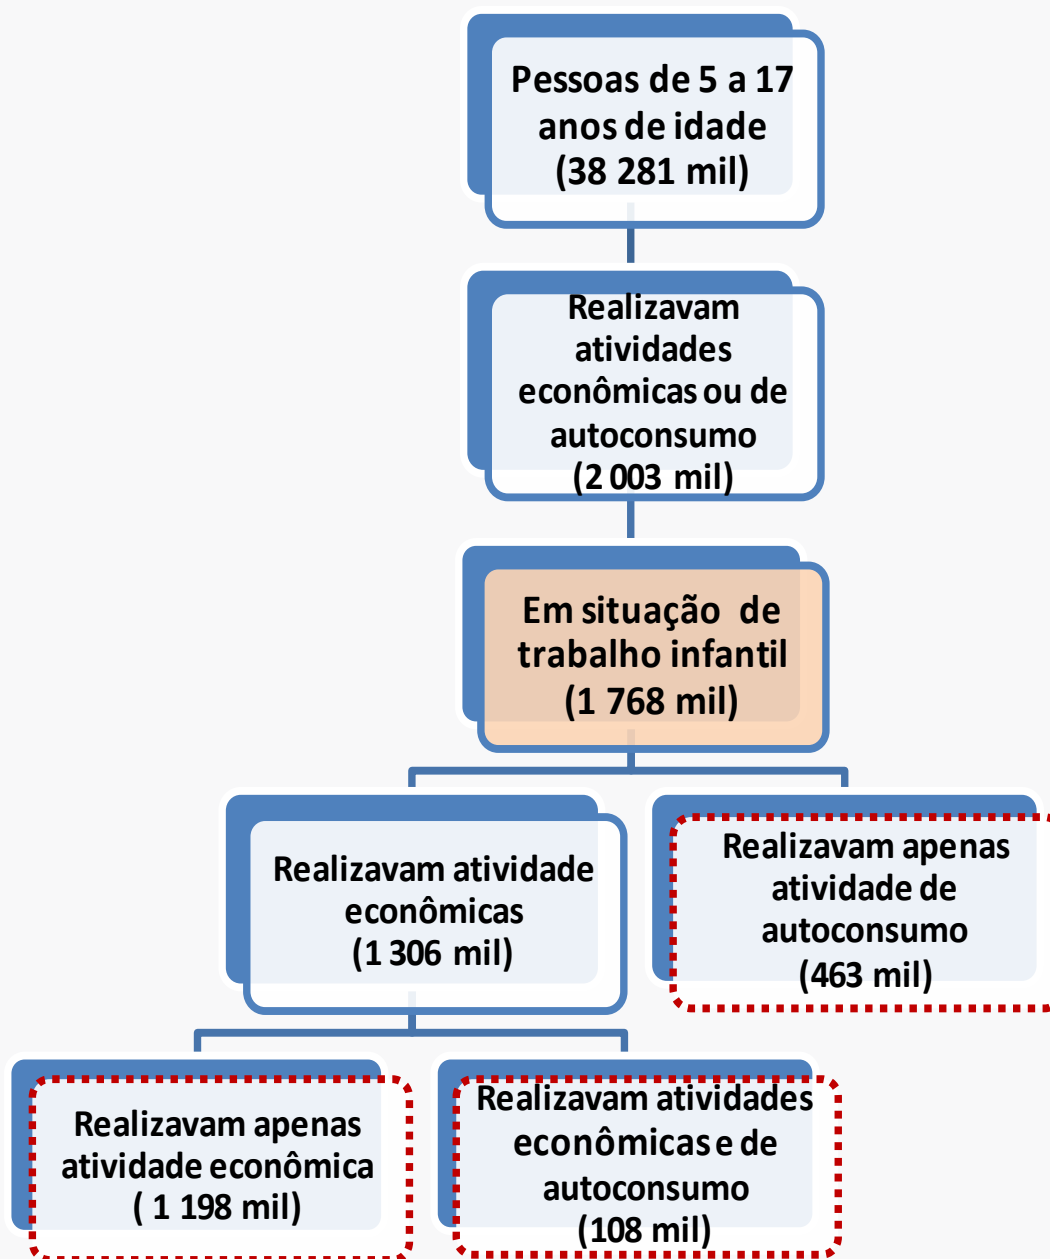 Pessoas de 5 a 17
anos de idade
(38 281 mil)
Realizavam
atividades
econômicas ou de
autoconsumo
(2 003 mil)
Em situação de
trabalho infantil
(1 768 mil)
Realizavam atividade
econômicas
(1 306 mil)
Realizavam apenas
atividade de
autoconsumo
(463 mil)
Realizavam apenas
atividade econômica
( 1 198 mil)
Realizavam atividades
econômicas e de
autoconsumo
(108 mil)